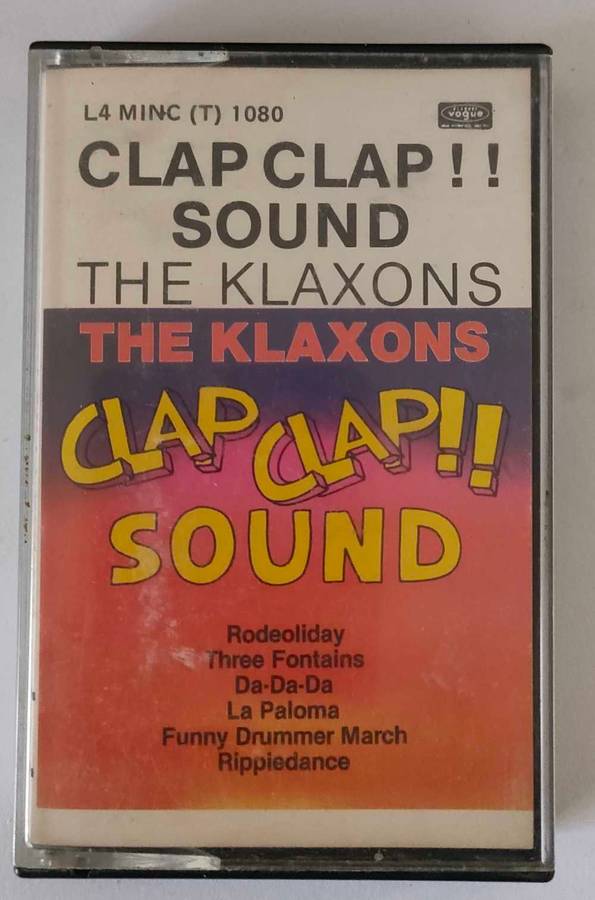 L4 MINC (T) 1080
vogue
CLAP CLAP!!
SOUND
THE KLAXONS
THE KLAXONS
CLAP CLAP!!
SOUND
Rodeoliday
Three Fontains
Da-Da-Da
La Paloma
Funny Drummer March
Rippiedance